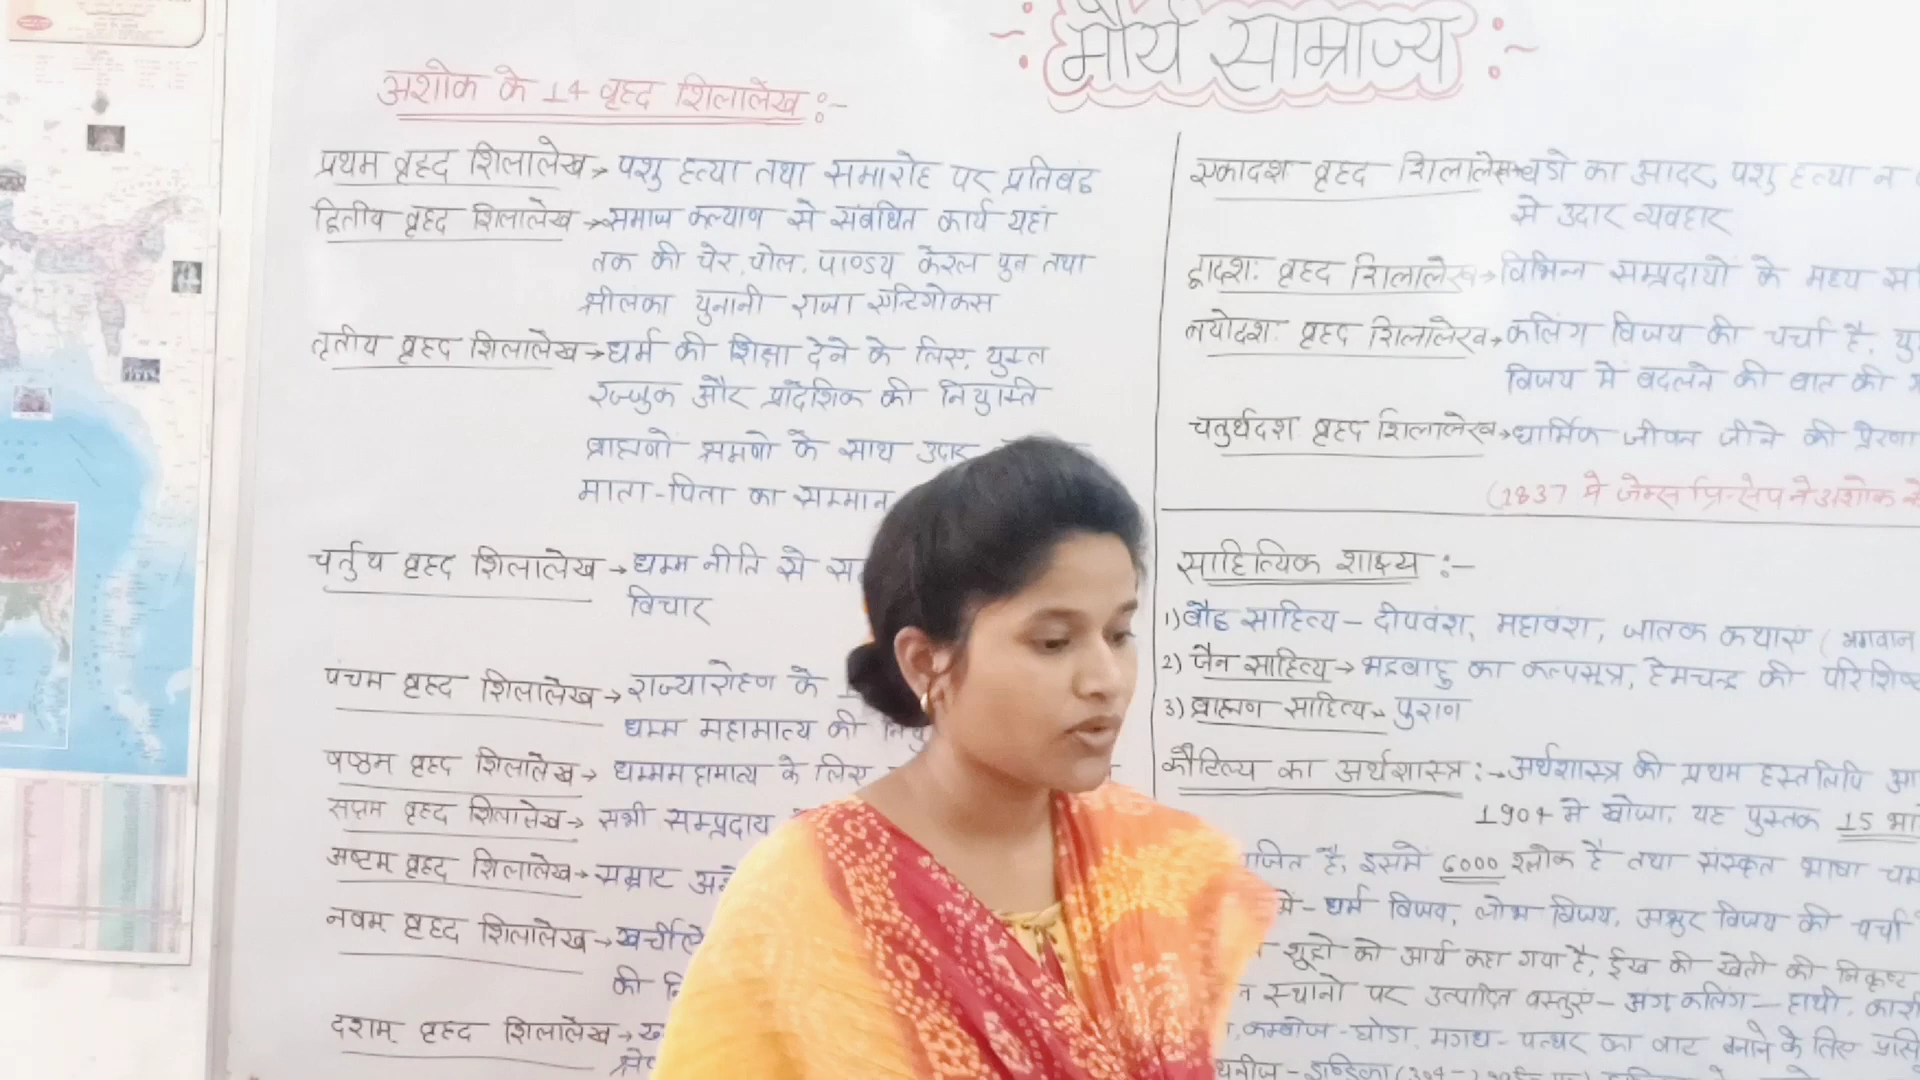 मौर्य साम्राज्य
अशोक के 14 वृहद शिलालेख :-
प्रथम वृहद शिलालेख → पशु हत्या तथा समारोह पर प्रतिबंद
द्वितीय वृहद शिलालेख → समाज कल्याण से संबंधित कार्य यहां
तक की चेर, चोल, पाण्डय केरल पुत्र तथा
श्रीलंका युनानी राजा एन्टिगोकस
तृतीय वृहद शिलालेख → धर्म की शिक्षा देने के लिए, युक्त
रज्जुक और प्रादेशिक की नियुक्ति
ब्राह्मणो श्रमणो के साथ उदार
माता-पिता का सम्मान
चर्तुथ वृहद शिलालेख → धम्म नीति से
विचार
पंचम वृहद शिलालेख → राज्यारोहण के
धम्म महामात्य की
षष्ठम वृहद शिलालेख → धम्ममहामात्य के लिए
सप्तम वृहद शिलालेख → सभी सम्प्रदाय
अष्टम् वृहद शिलालेख → सम्राट
नवम् वृहद शिलालेख → खर्चीले
की
दशम् वृहद शिलालेख →
एकादश वृहद शिलालेख → बडो का आदर, पशु हत्या न
से उदार व्यवहार
द्वादशः वृहद शिलालेख → विभिन्न सम्प्रदायो के मध्य
त्रयोदशः वृहद शिलालेख → कलिंग विजय की चर्चा है,
विजय मे बदलने की बात की
चतुर्थदश वृहद शिलालेख → धार्मिक जीवन जीने की प्रेरणा
(1837 मे जेम्स प्रिन्सेप ने अशोक
साहित्यिक शाक्ष्य :-
1) बौद्ध साहित्य - दीपवंश, महावंश, जातक कथाएं ( भगवान
2) जैन साहित्य → भद्रबाहु का कल्पसूत्र, हेमचन्द्र की
3) ब्राह्मण साहित्य → पुराण
कौटिल्य का अर्थशास्त्र :→ अर्थशास्त्र की प्रथम हस्तलिपि
1904 मे खोजा, यह पुस्तक 15
है, इसमें 6000 श्लोक है तथा संस्कृत भाषा
मे - धर्म विजय, लोभ विजय, असुर विजय की चर्चा
शूद्रो को आर्य कहा गया है, ईख की खेती की निकृष्ट
स्थानो पर उत्पादित वस्तुएं - अंग, कलिंग - हाथी,
कम्बोज - घोडा, मगध - पत्थर का बाट बनाने के लिए